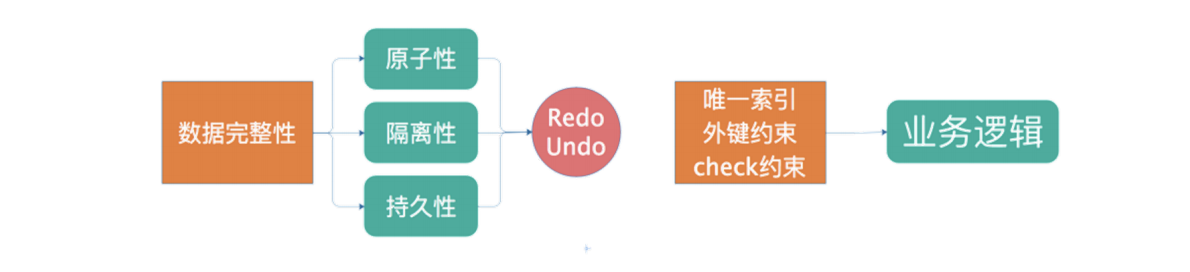 数据完整性
原子性
隔离性
持久性
Redo
Undo
唯一索引
外键约束
check约束
业务逻辑